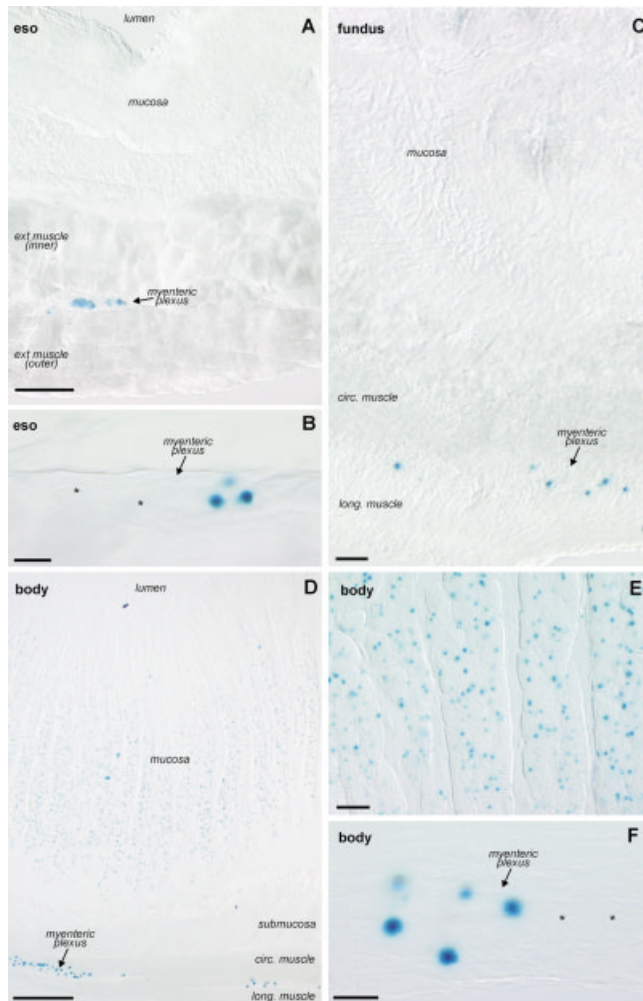 eso
lumen
A
mucosa
ext muscle
(inner)
myenteric
plexus
ext muscle
(outer)
eso
B
myenteric
plexus
*
*
fundus
C
mucosa
circ. muscle
myenteric
plexus
long. muscle
body
lumen
D
mucosa
submucosa
myenteric
plexus
circ. muscle
long. muscle
body
E
body
F
myenteric
plexus
*
*